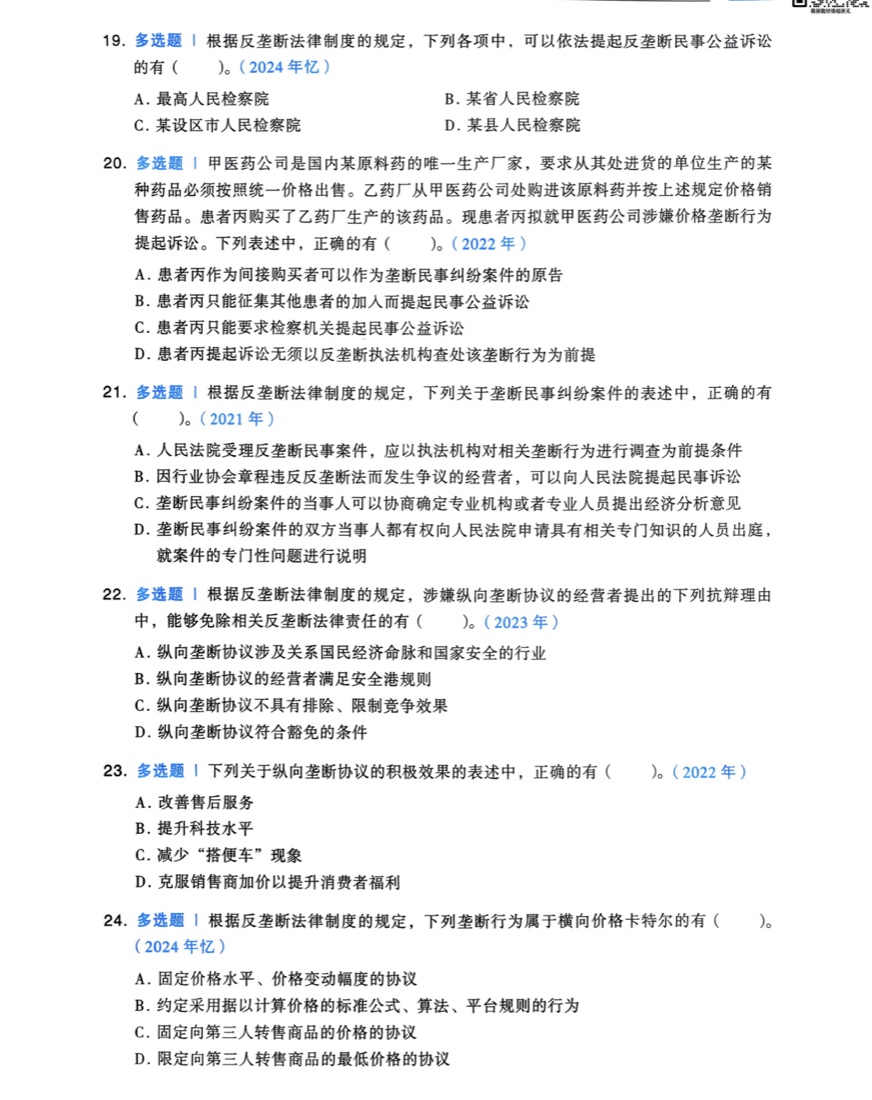 19. 多选题 | 根据反垄断法律制度的规定，下列各项中，可以依法提起反垄断民事公益诉讼
的有（　　）。（2024 年忆）
A. 最高人民检察院　　B. 某省人民检察院
C. 某设区市人民检察院　　D. 某县人民检察院
20. 多选题 | 甲医药公司是国内某原料药的唯一生产厂家，要求从其处进货的单位生产的某
种药品必须按照统一价格出售。乙药厂从甲医药公司处购进该原料药并按上述规定价格销
售药品。患者丙购买了乙药厂生产的该药品。现患者丙拟就甲医药公司涉嫌价格垄断行为
提起诉讼。下列表述中，正确的有（　　）。（2022 年）
A. 患者丙作为间接购买者可以作为垄断民事纠纷案件的原告
B. 患者丙只能征集其他患者的加入而提起民事公益诉讼
C. 患者丙只能要求检察机关提起民事公益诉讼
D. 患者丙提起诉讼无须以反垄断执法机构查处该垄断行为为前提
21. 多选题 | 根据反垄断法律制度的规定，下列关于垄断民事纠纷案件的表述中，正确的有
（　　）。（2021 年）
A. 人民法院受理反垄断民事案件，应以执法机构对相关垄断行为进行调查为前提条件
B. 因行业协会章程违反反垄断法而发生争议的经营者，可以向人民法院提起民事诉讼
C. 垄断民事纠纷案件的当事人可以协商确定专业机构或者专业人员提出经济分析意见
D. 垄断民事纠纷案件的双方当事人都有权向人民法院申请具有相关专门知识的人员出庭，
就案件的专门性问题进行说明
22. 多选题 | 根据反垄断法律制度的规定，涉嫌纵向垄断协议的经营者提出的下列抗辩理由
中，能够免除相关反垄断法律责任的有（　　）。（2023 年）
A. 纵向垄断协议涉及关系国民经济命脉和国家安全的行业
B. 纵向垄断协议的经营者满足安全港规则
C. 纵向垄断协议不具有排除、限制竞争效果
D. 纵向垄断协议符合豁免的条件
23. 多选题 | 下列关于纵向垄断协议的积极效果的表述中，正确的有（　　）。（2022 年）
A. 改善售后服务
B. 提升科技水平
C. 减少“搭便车”现象
D. 克服销售商加价以提升消费者福利
24. 多选题 | 根据反垄断法律制度的规定，下列垄断行为属于横向价格卡特尔的有（　　）。
（2024 年忆）
A. 固定价格水平、价格变动幅度的协议
B. 约定采用据以计算价格的标准公式、算法、平台规则的行为
C. 固定向第三人转售商品的价格的协议
D. 限定向第三人转售商品的最低价格的协议